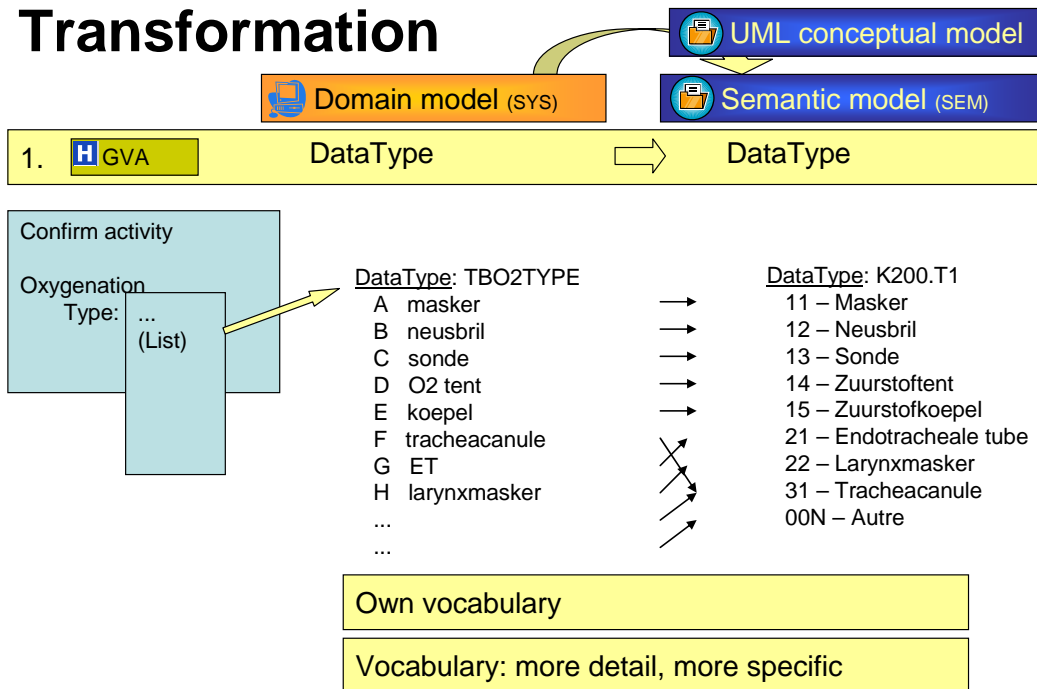 Transformation
UML conceptual model
Domain model (SYS)
Semantic model (SEM)
1. H GVA DataType DataType
Confirm activity
Oxygenation
Type: ...
(List)
DataType: TBO2TYPE
A masker
B neusbril
C sonde
D O2 tent
E koepel
F tracheacanule
G ET
H larynxmasker
...
...
DataType: K200.T1
11 – Masker
12 – Neusbril
13 – Sonde
14 – Zuurstoftent
15 – Zuurstofkoepel
21 – Endotracheale tube
22 – Larynxmasker
31 – Tracheacanule
00N – Autre
Own vocabulary
Vocabulary: more detail, more specific